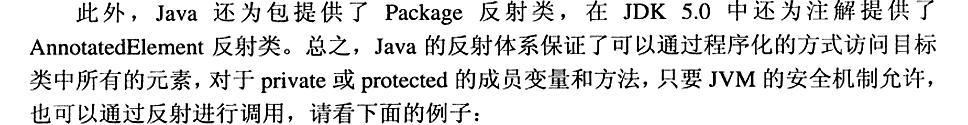 此外，Java 还为包提供了 Package 反射类，在 JDK 5.0 中还为注解提供了
AnnotatedElement 反射类。总之，Java 的反射体系保证了可以通过程序化的方式访问目标
类中所有的元素，对于 private 或 protected 的成员变量和方法，只要 JVM 的安全机制允许，
也可以通过反射进行调用，请看下面的例子：